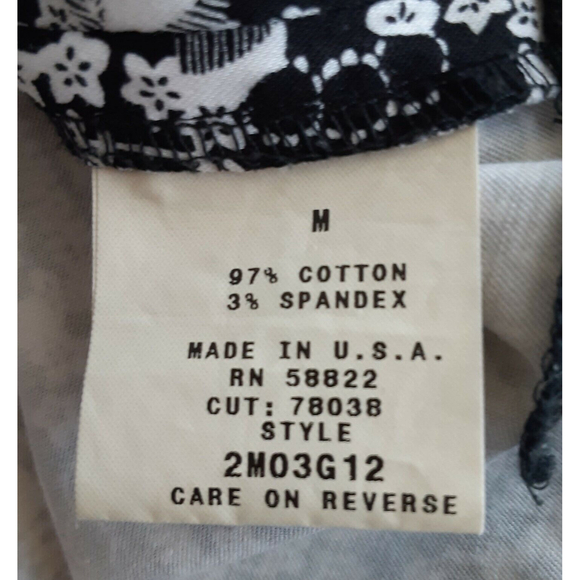 M
97% COTTON
3% SPANDEX
MADE IN U.S.A.
RN 58822
CUT: 78038
STYLE
2M03G12
CARE ON REVERSE